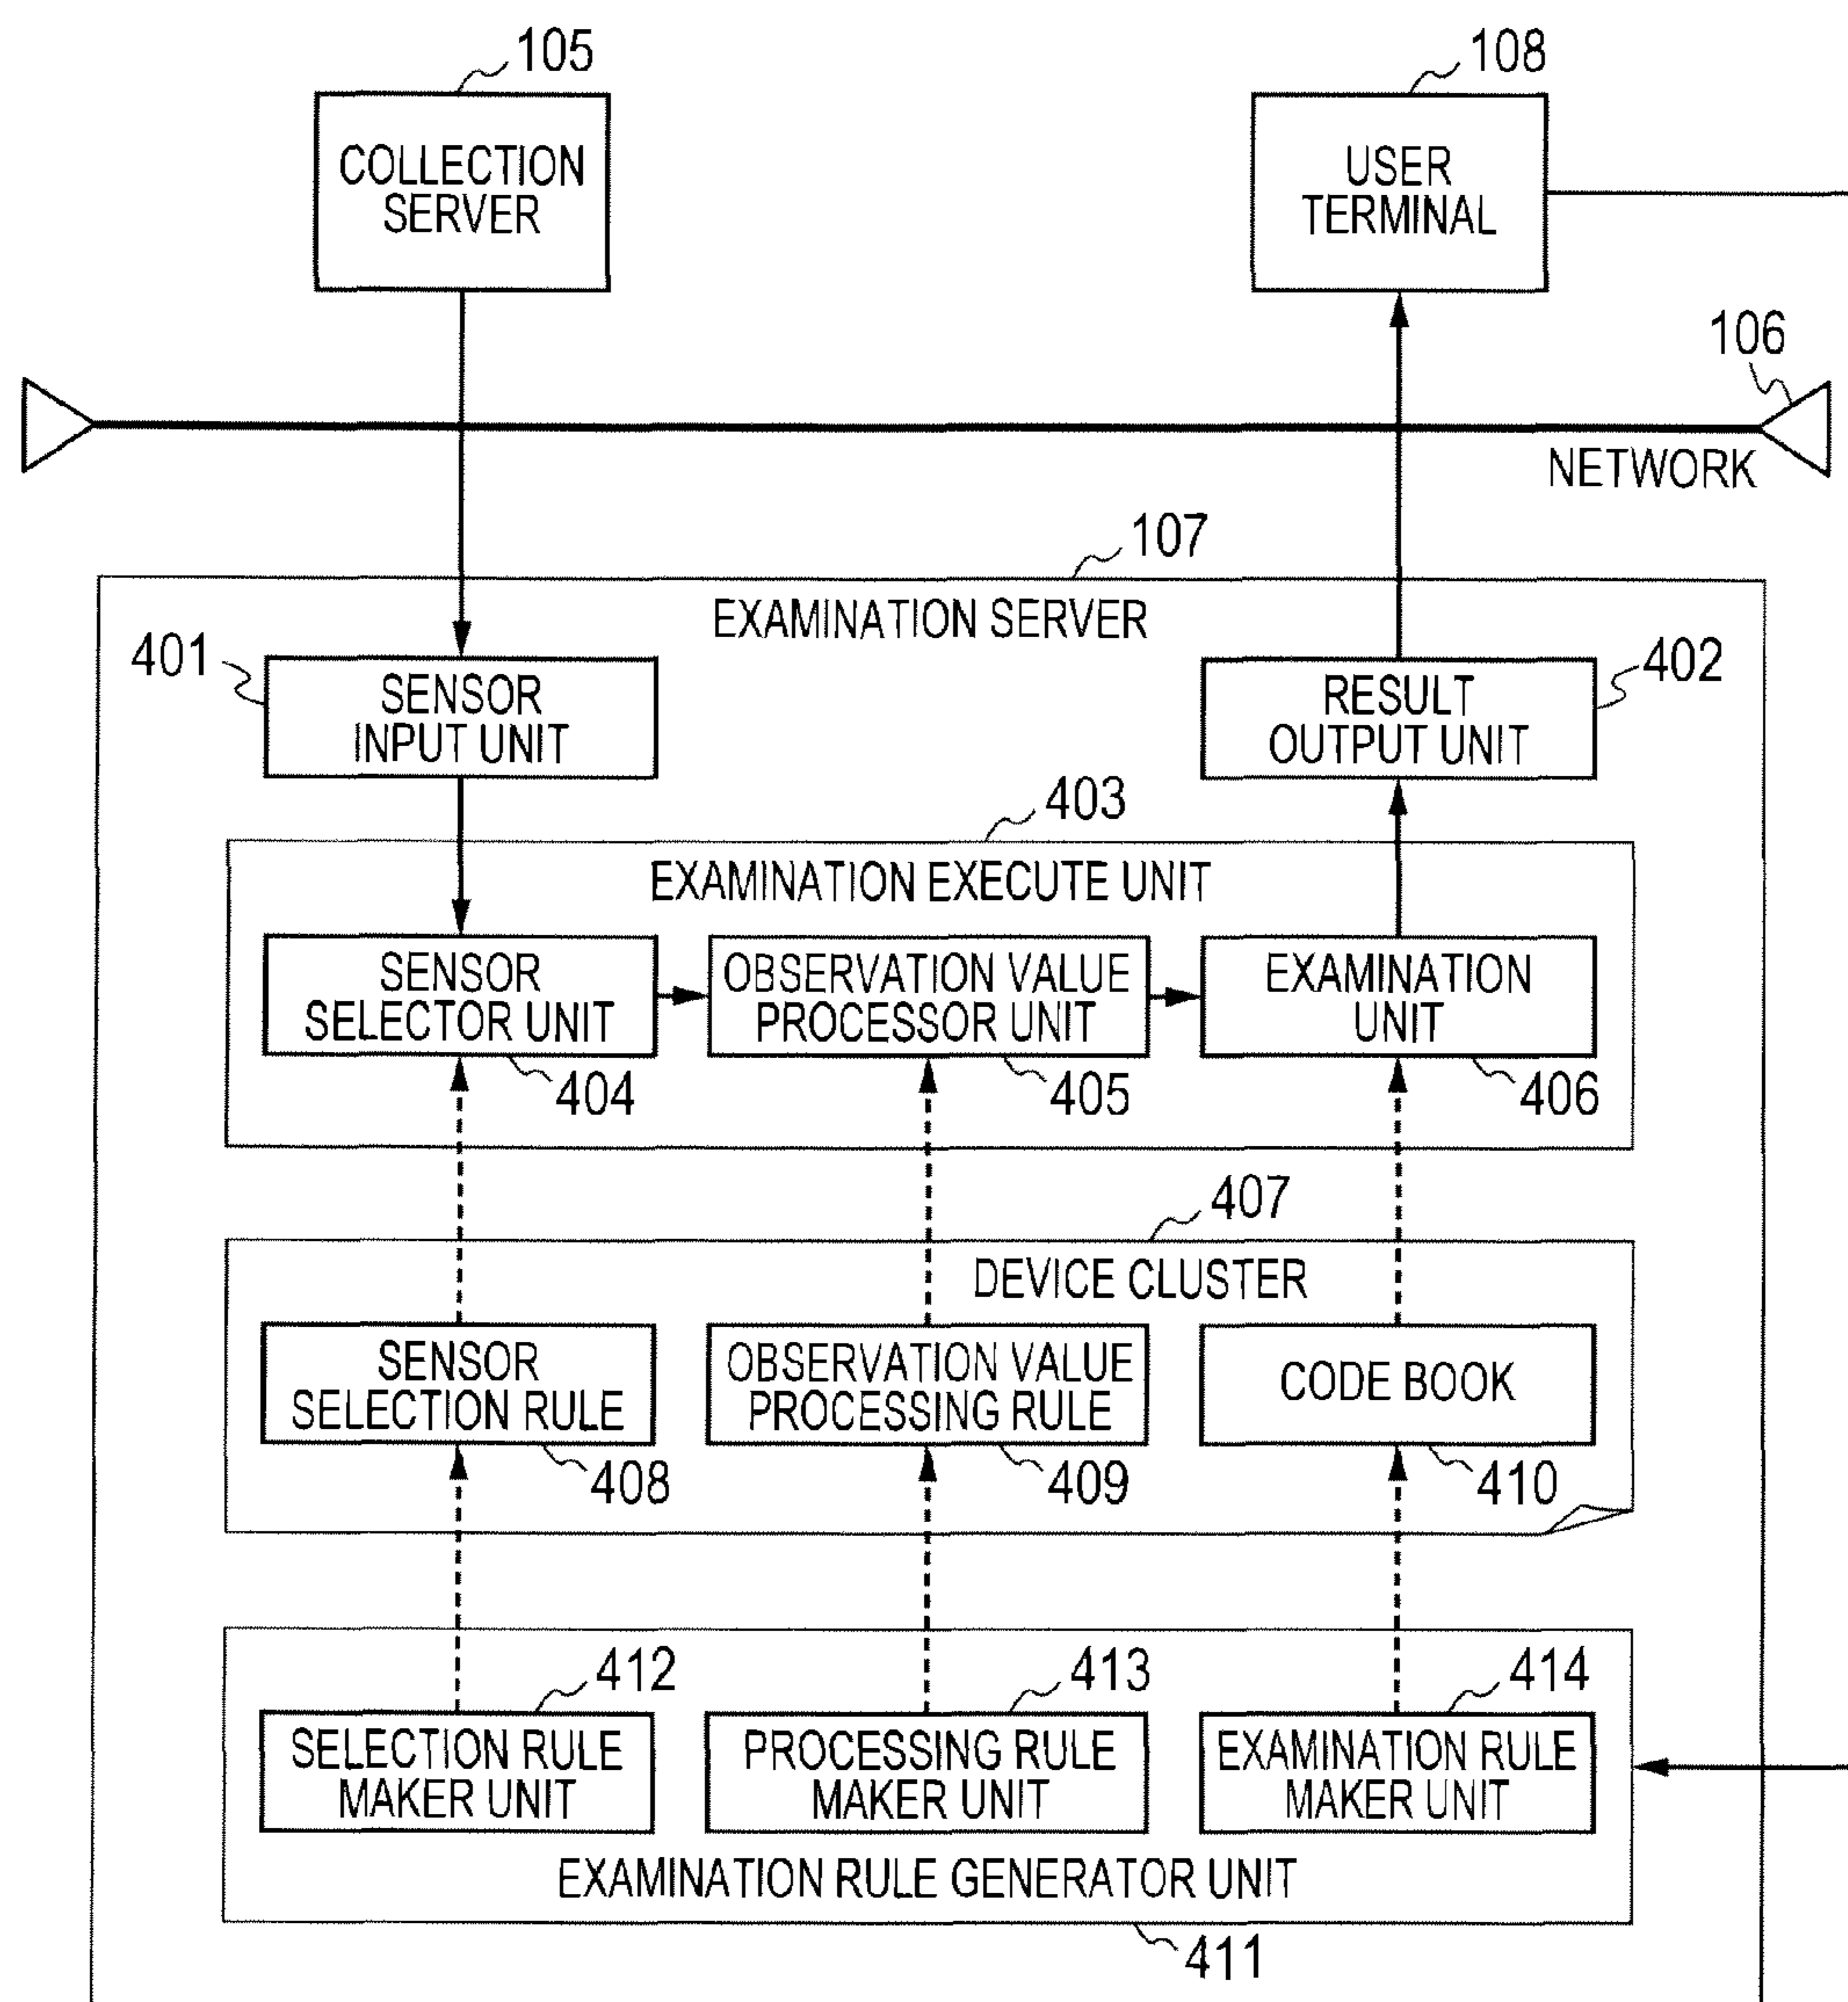 105
108
COLLECTION
SERVER
USER
TERMINAL
106
NETWORK
107
EXAMINATION SERVER
401
SENSOR
INPUT UNIT
RESULT
OUTPUT UNIT
402
403
EXAMINATION EXECUTE UNIT
SENSOR
SELECTOR UNIT
OBSERVATION VALUE
PROCESSOR UNIT
EXAMINATION
UNIT
404
405
406
407
DEVICE CLUSTER
SENSOR
SELECTION RULE
OBSERVATION VALUE
PROCESSING RULE
CODE BOOK
408
409
410
412
413
414
SELECTION RULE
MAKER UNIT
PROCESSING RULE
MAKER UNIT
EXAMINATION RULE
MAKER UNIT
EXAMINATION RULE GENERATOR UNIT
411